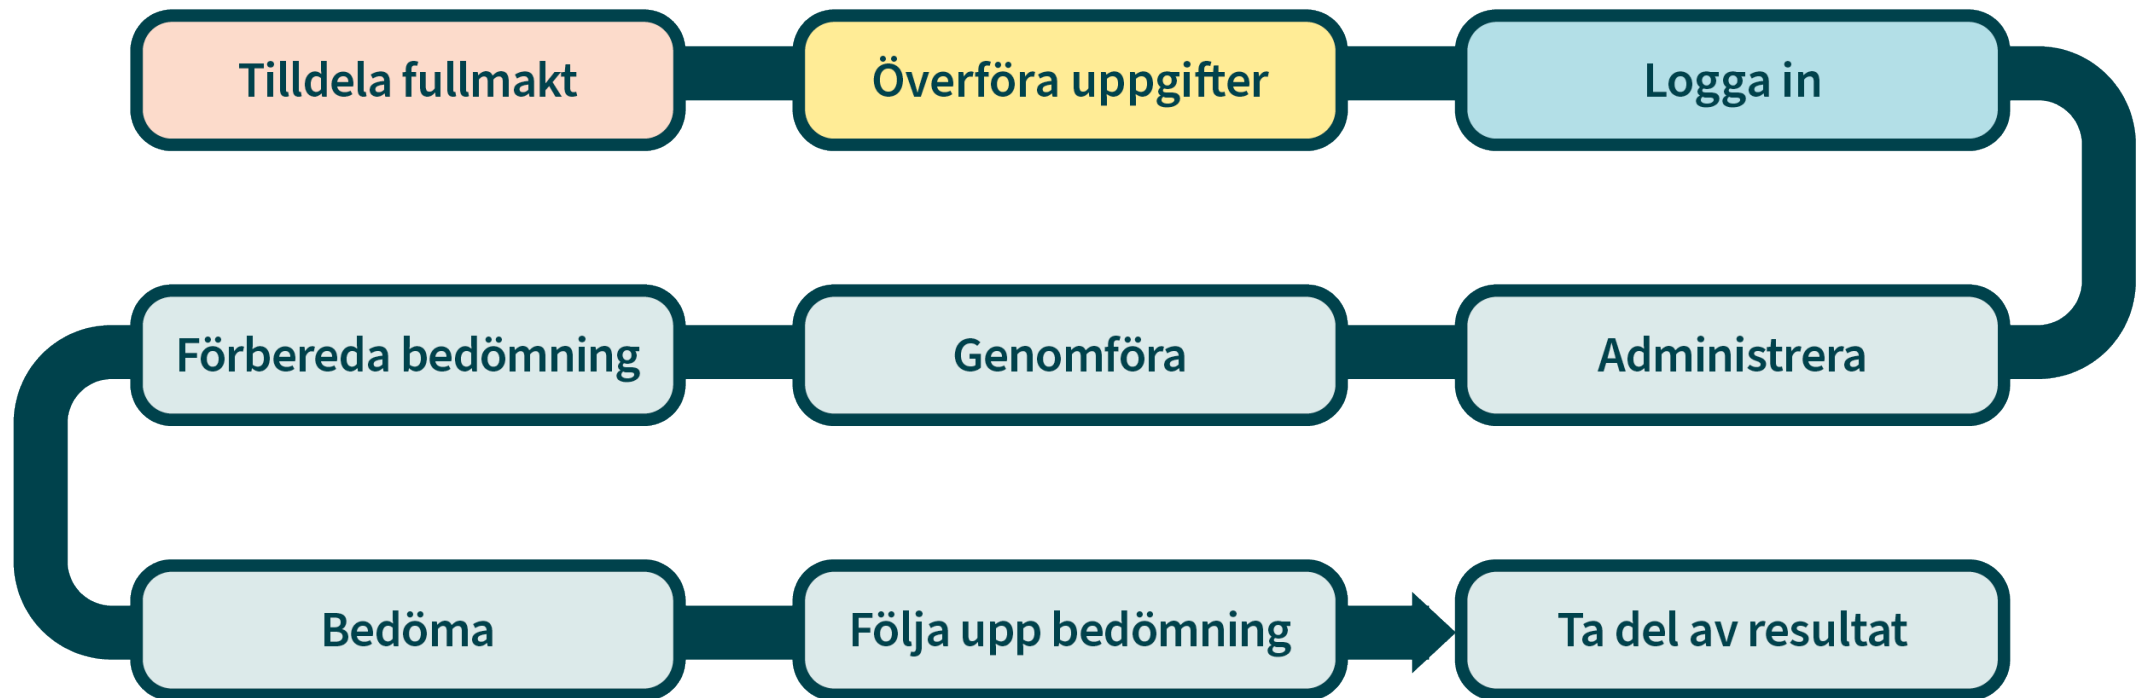 Tilldela fullmakt
Överföra uppgifter
Logga in
Administrera
Genomföra
Förbereda bedömning
Bedöma
Följa upp bedömning
Ta del av resultat